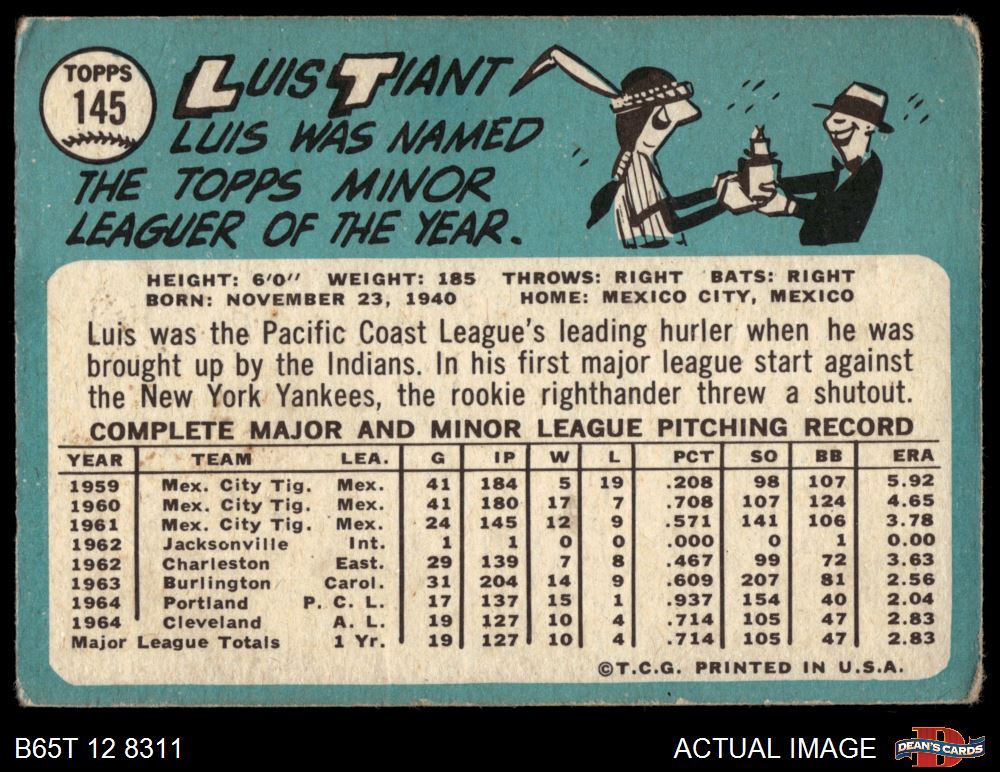 TOPPS
145
LUIS TIANT
LUIS WAS NAMED
THE TOPPS MINOR
LEAGUER OF THE YEAR.
HEIGHT: 6'0" WEIGHT: 185 THROWS: RIGHT BATS: RIGHT
BORN: NOVEMBER 23, 1940 HOME: MEXICO CITY, MEXICO
Luis was the Pacific Coast League's leading hurler when he was
brought up by the Indians. In his first major league start against
the New York Yankees, the rookie righthander threw a shutout.
COMPLETE MAJOR AND MINOR LEAGUE PITCHING RECORD
YEAR TEAM LEA. G IP W L PCT SO BB ERA
1959 Mex. City Tig. Mex. 41 184 5 19 .208 98 107 5.92
1960 Mex. City Tig. Mex. 41 180 17 7 .708 107 124 4.65
1961 Mex. City Tig. Mex. 24 145 12 9 .571 141 106 3.78
1962 Jacksonville Int. 1 1 0 0 .000 0 1 0.00
1962 Charleston East. 29 139 7 8 .467 99 72 3.63
1963 Burlington Carol. 31 204 14 9 .609 207 81 2.56
1964 Portland P. C. L. 17 137 15 1 .937 154 40 2.04
1964 Cleveland A. L. 19 127 10 4 .714 105 47 2.83
Major League Totals 1 Yr. 19 127 10 4 .714 105 47 2.83
©T.C.G. PRINTED IN U.S.A.
B65T 12 8311
ACTUAL IMAGE
D
DEAN'S CARDS